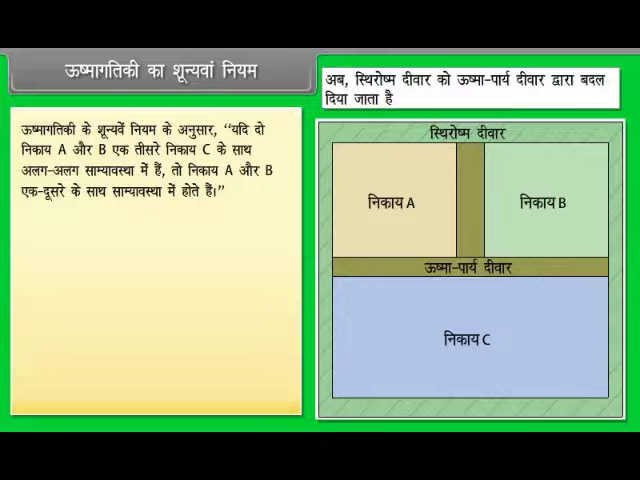 ऊष्मागतिकी का शून्यवां नियम
अब, स्थिरोष्म दीवार को ऊष्मा-पार्य दीवार द्वारा बदल
दिया जाता है
ऊष्मागतिकी के शून्यवें नियम के अनुसार, ‘‘यदि दो
निकाय A और B एक तीसरे निकाय C के साथ
अलग-अलग साम्यावस्था में हैं, तो निकाय A और B
एक-दूसरे के साथ साम्यावस्था में होते हैं।’’
स्थिरोष्म दीवार
निकाय A
निकाय B
ऊष्मा-पार्य दीवार
निकाय C